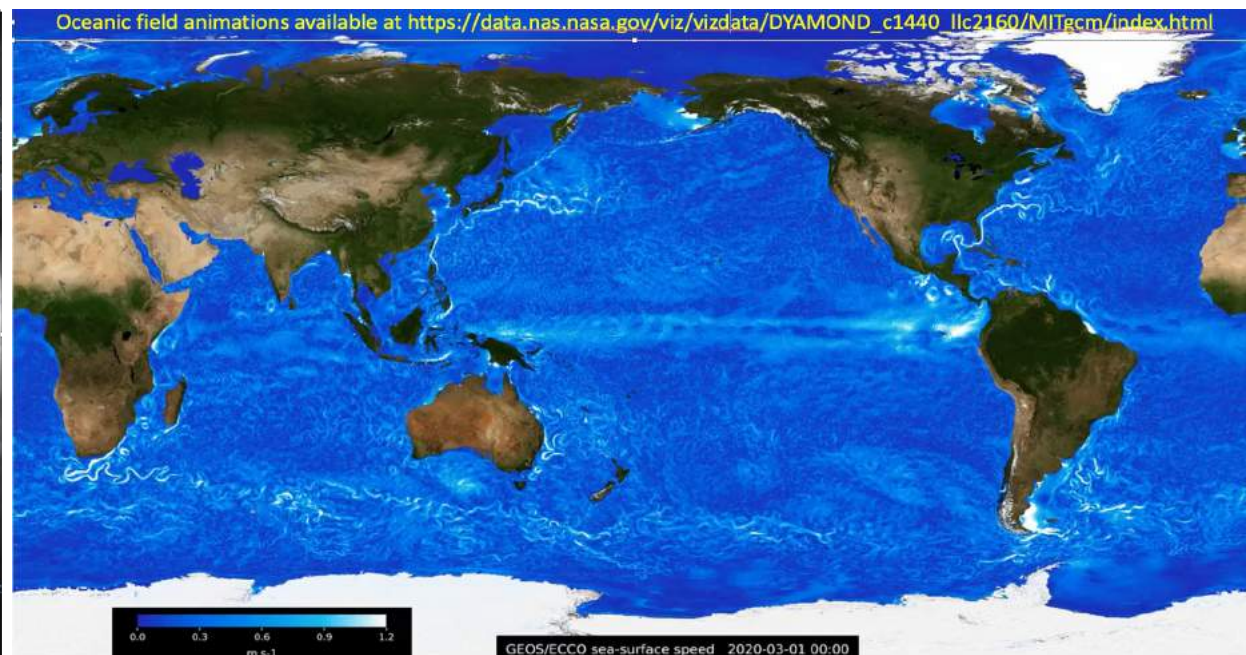 Oceanic field animations available at https://data.nas.nasa.gov/viz/vizdata/DYAMOND_c1440_llc2160/MITgcm/index.html
0.0 0.3 0.6 0.9 1.2
m s-1
GEOS/ECCO sea-surface speed 2020-03-01 00:00